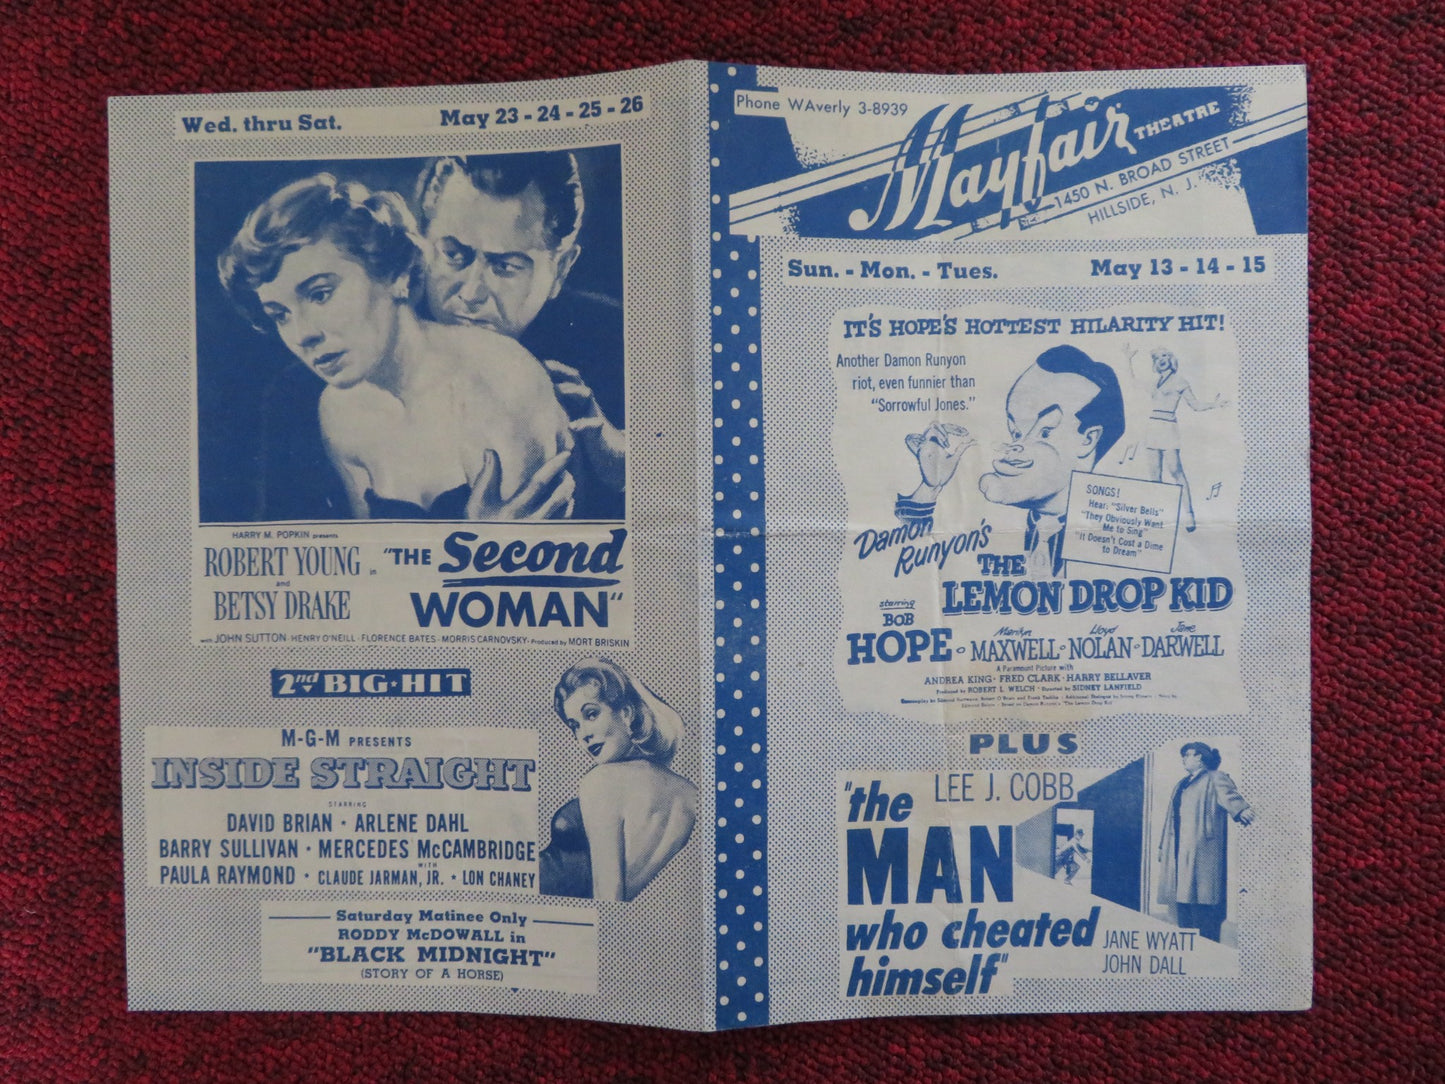 Wed. thru Sat. May 23 - 24 - 25 - 26
HARRY M. POPKIN presents
ROBERT YOUNG in
and
BETSY DRAKE
"THE Second
WOMAN"
with JOHN SUTTON · HENRY O'NEILL · FLORENCE BATES · MORRIS CARNOVSKY · Produced by MORT BRISKIN
2nd BIG★HIT
M-G-M PRESENTS
INSIDE STRAIGHT
STARRING
DAVID BRIAN · ARLENE DAHL
BARRY SULLIVAN · MERCEDES McCAMBRIDGE
WITH
PAULA RAYMOND · CLAUDE JARMAN, JR. · LON CHANEY
Saturday Matinee Only
RODDY McDOWALL in
"BLACK MIDNIGHT"
(STORY OF A HORSE)
Phone WAverly 3-8939
Mayfair THEATRE
1450 N. BROAD STREET
HILLSIDE, N. J.
Sun. - Mon. - Tues. May 13 - 14 - 15
IT'S HOPE'S HOTTEST HILARITY HIT!
Another Damon Runyon
riot, even funnier than
"Sorrowful Jones."
SONGS!
Hear: "Silver Bells"
"They Obviously Want
Me to Sing"
"It Doesn't Cost a Dime
to Dream"
Damon
Runyon's
THE
LEMON DROP KID
starring
BOB
HOPE · Marilyn MAXWELL · Lloyd NOLAN · Jane DARWELL
A Paramount Picture with
ANDREA KING · FRED CLARK · HARRY BELLAVER
Produced by ROBERT L. WELCH · Directed by SIDNEY LANFIELD
PLUS
LEE J. COBB
"the
MAN
who cheated
himself"
JANE WYATT
JOHN DALL